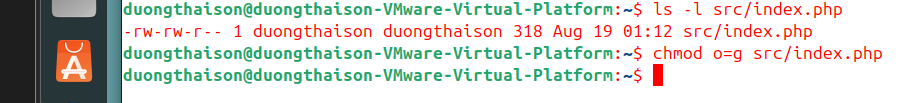 duongthaison@duongthaison-VMware-Virtual-Platform:~$ ls -l src/index.php
-rw-rw-r-- 1 duongthaison duongthaison 318 Aug 19 01:12 src/index.php
duongthaison@duongthaison-VMware-Virtual-Platform:~$ chmod o=g src/index.php
duongthaison@duongthaison-VMware-Virtual-Platform:~$